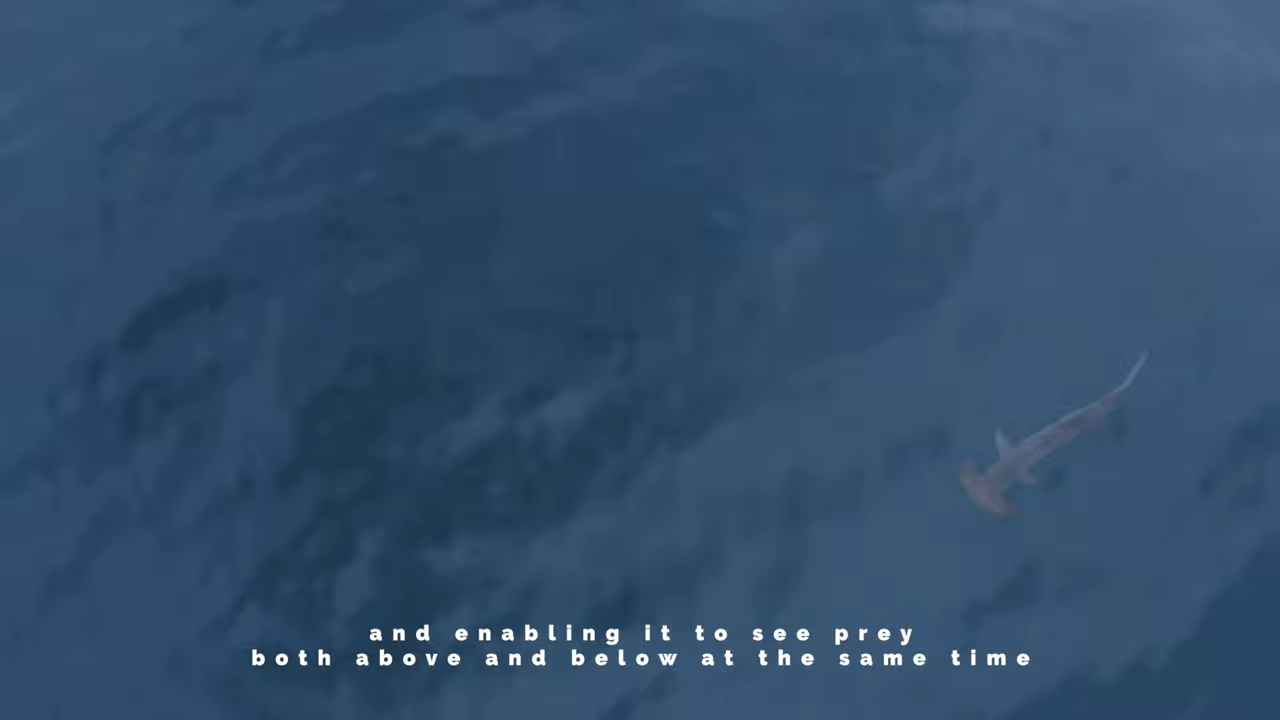 and enabling it to see prey
both above and below at the same time